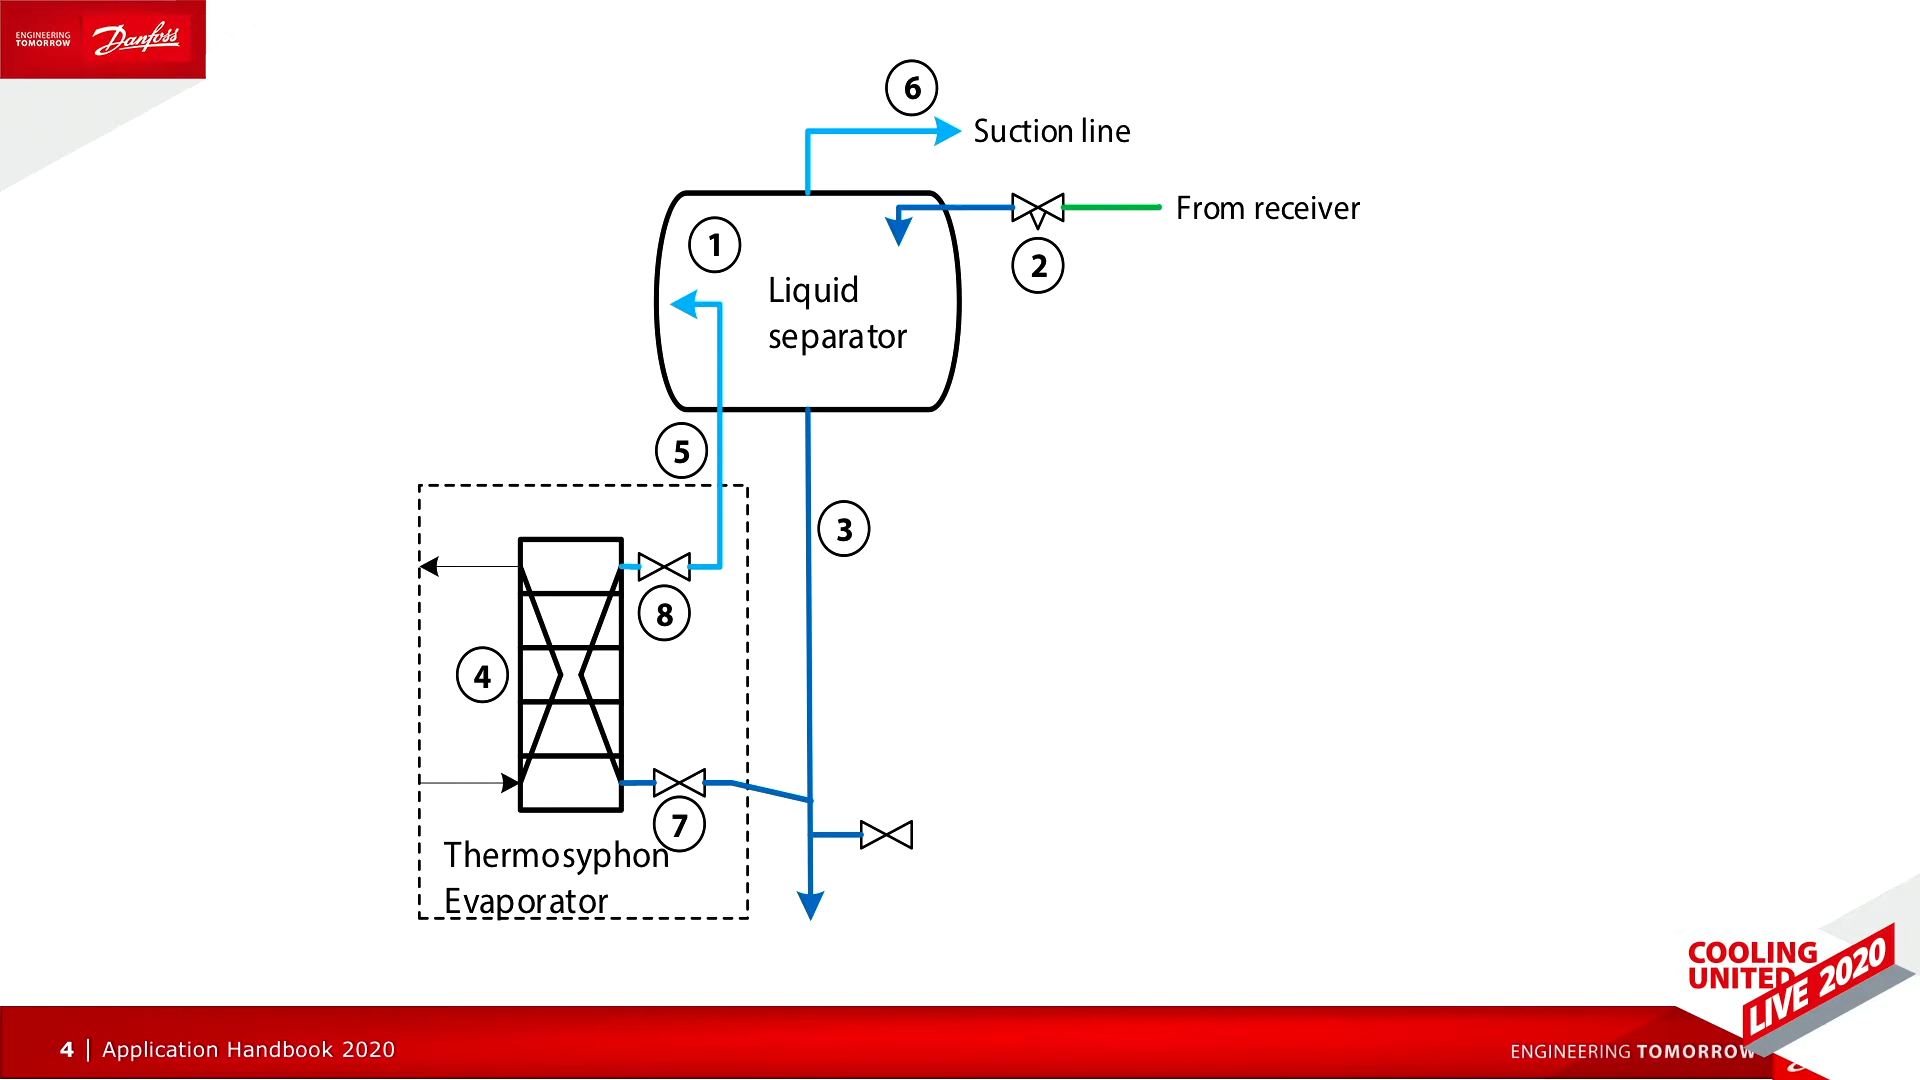 ENGINEERING
TOMORROW
Danfoss
6
Suction line
From receiver
1
2
Liquid
separator
5
3
8
4
7
Thermosyphon
Evaporator
COOLING
UNITED
LIVE 2020
4 | Application Handbook 2020
ENGINEERING TOMORROW